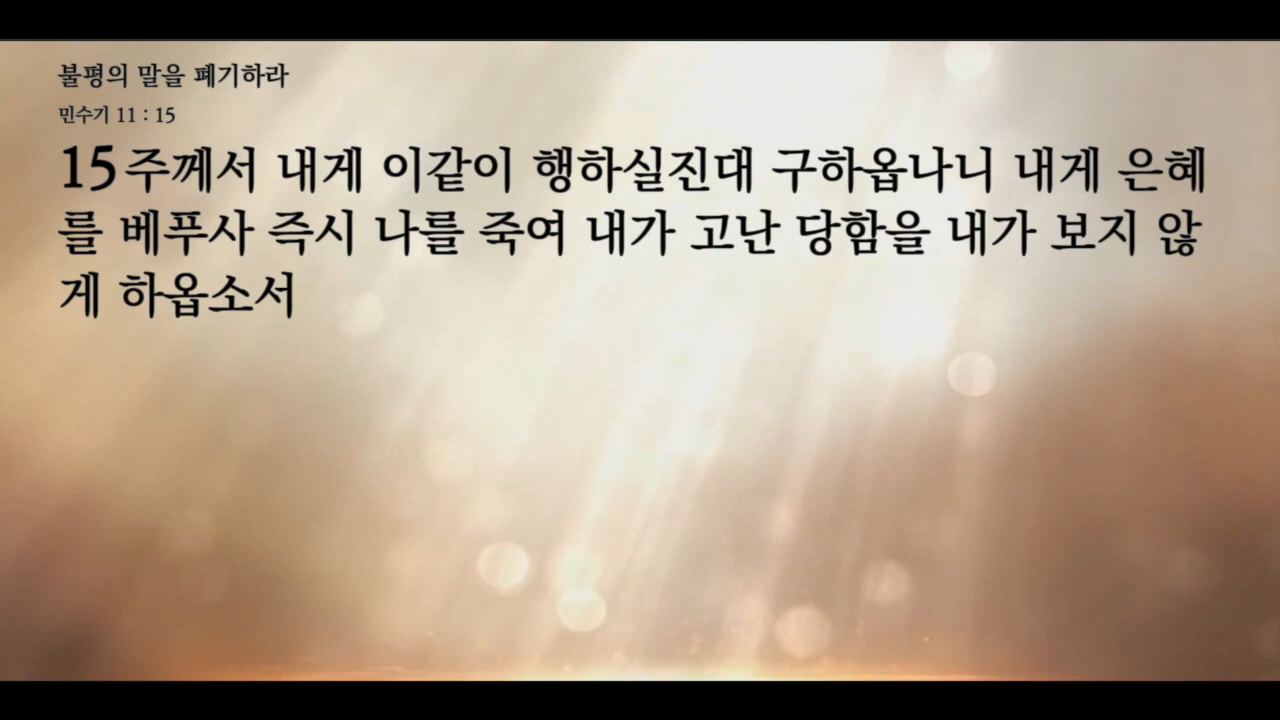 불평의 말을 폐기하라
민수기 11 : 15
15 주께서 내게 이같이 행하실진대 구하옵나니 내게 은혜
를 베푸사 즉시 나를 죽여 내가 고난 당함을 내가 보지 않
게 하옵소서